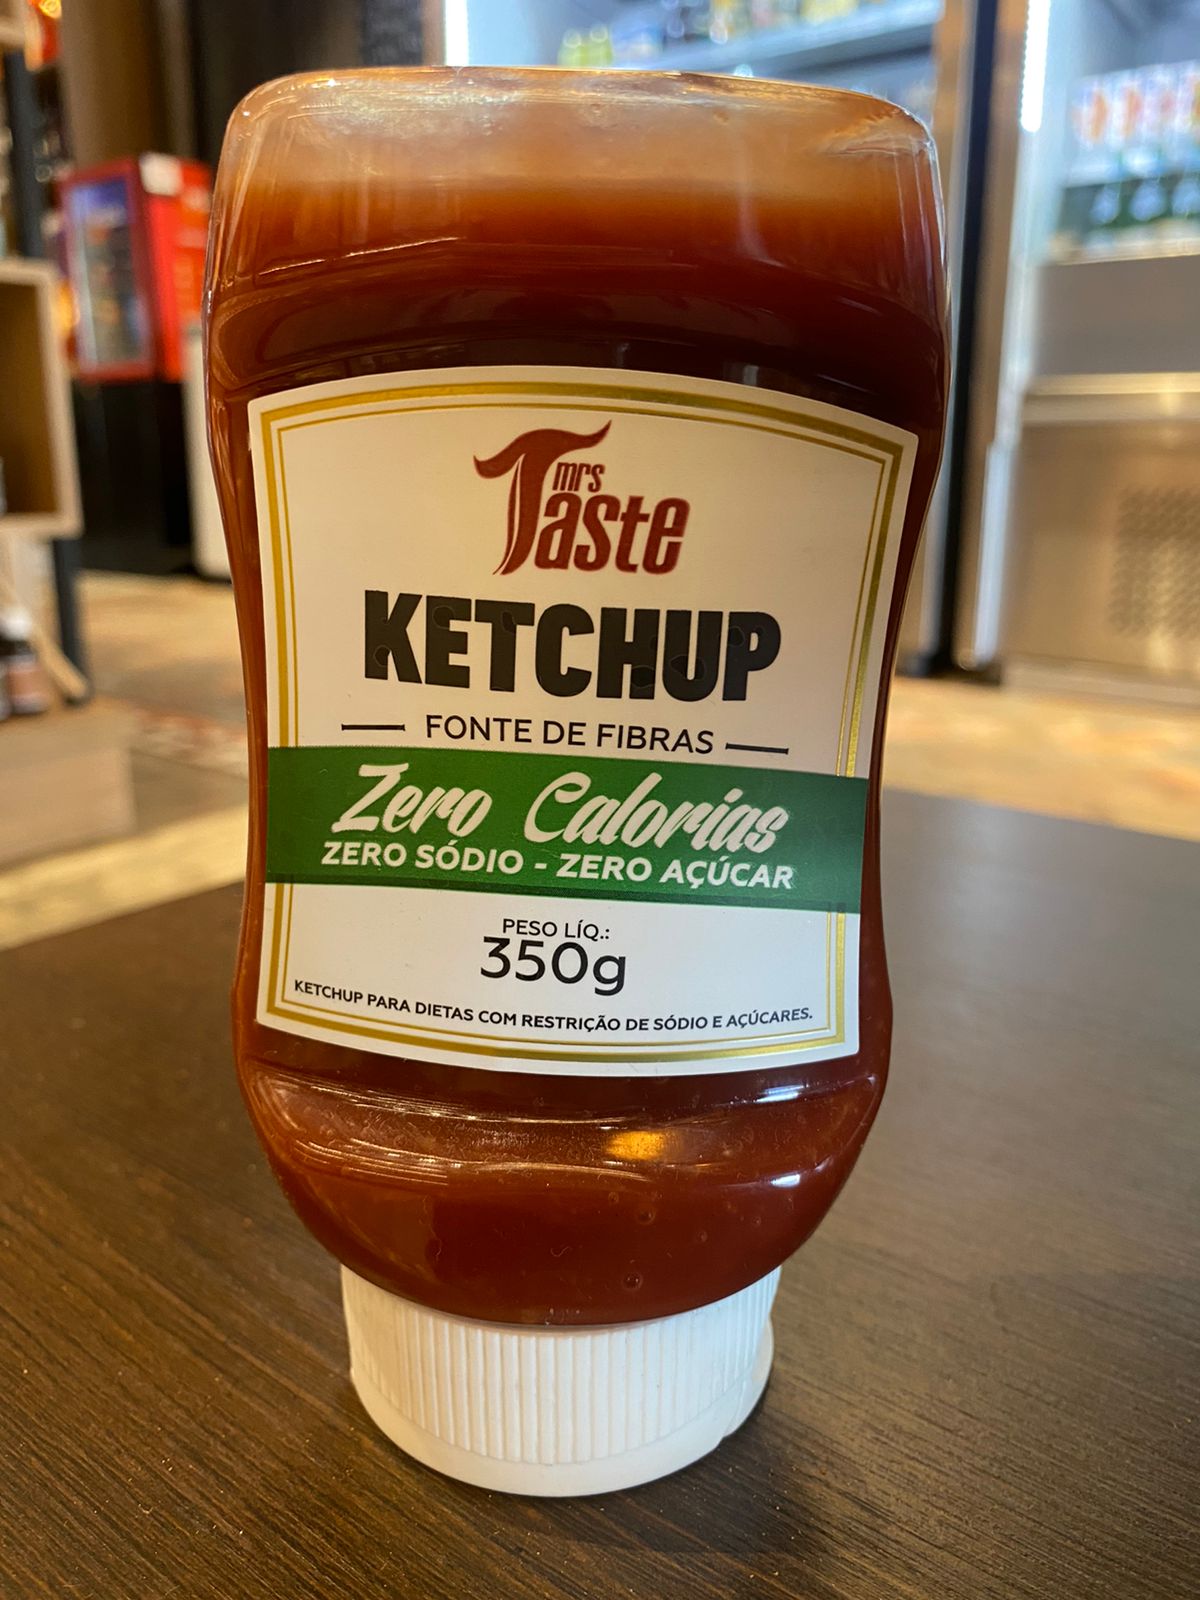 mrs
Taste
KETCHUP
FONTE DE FIBRAS
Zero Calorias
ZERO SÓDIO - ZERO AÇÚCAR
PESO LÍQ.:
350g
KETCHUP PARA DIETAS COM RESTRIÇÃO DE SÓDIO E AÇÚCARES.